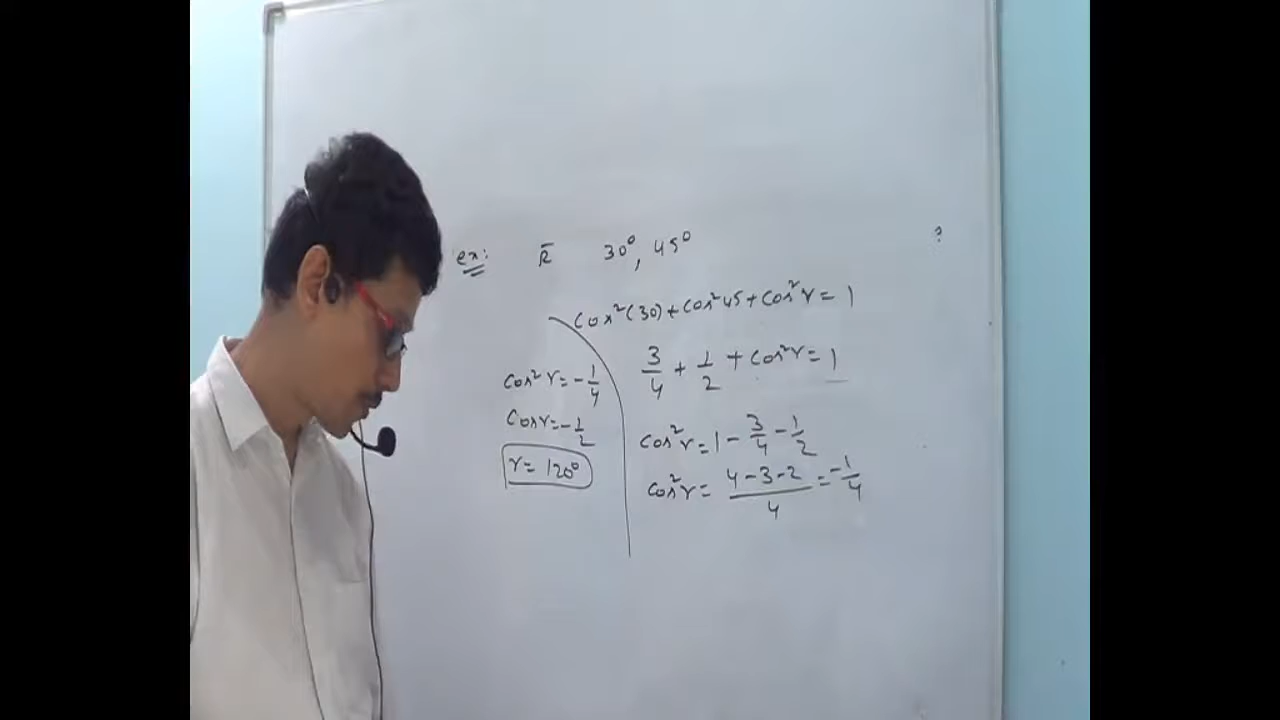 ex: R̄ 30°, 45° ?
Cos²(30) + Cos²45 + Cos²γ = 1
3/4 + 1/2 + Cos²γ = 1
Cos²γ = 1 - 3/4 - 1/2
Cos²γ = (4-3-2)/4 = -1/4
Cos²γ = -1/4
Cosγ = -1/2
γ = 120°